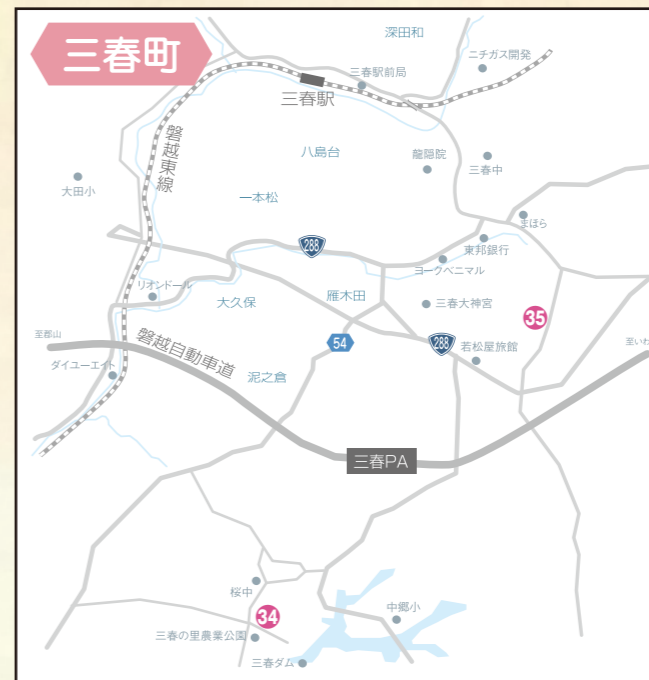 三春町
深田和
ニチガス開発
三春駅前局
三春駅
磐越東線
八島台
龍隠院
三春中
大田小
一本松
まほら
288
東邦銀行
ヨークベニマル
リオンドール
大久保
雁木田
三春大神宮
35
至郡山
磐越自動車道
54
288
若松屋旅館
至いわ
ダイユーエイト
泥之倉
三春PA
桜中
34
中郷小
三春の里農業公園
三春ダム